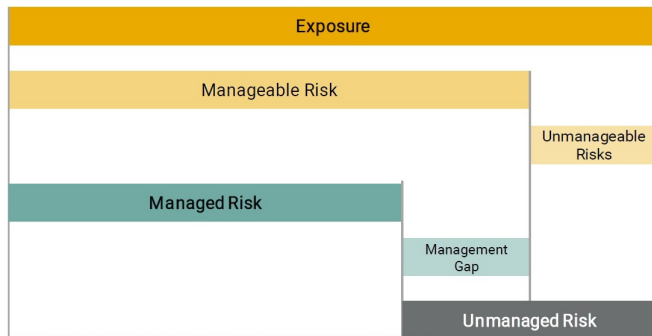 Exposure
Manageable Risk
Unmanageable
Risks
Managed Risk
Management
Gap
Unmanaged Risk